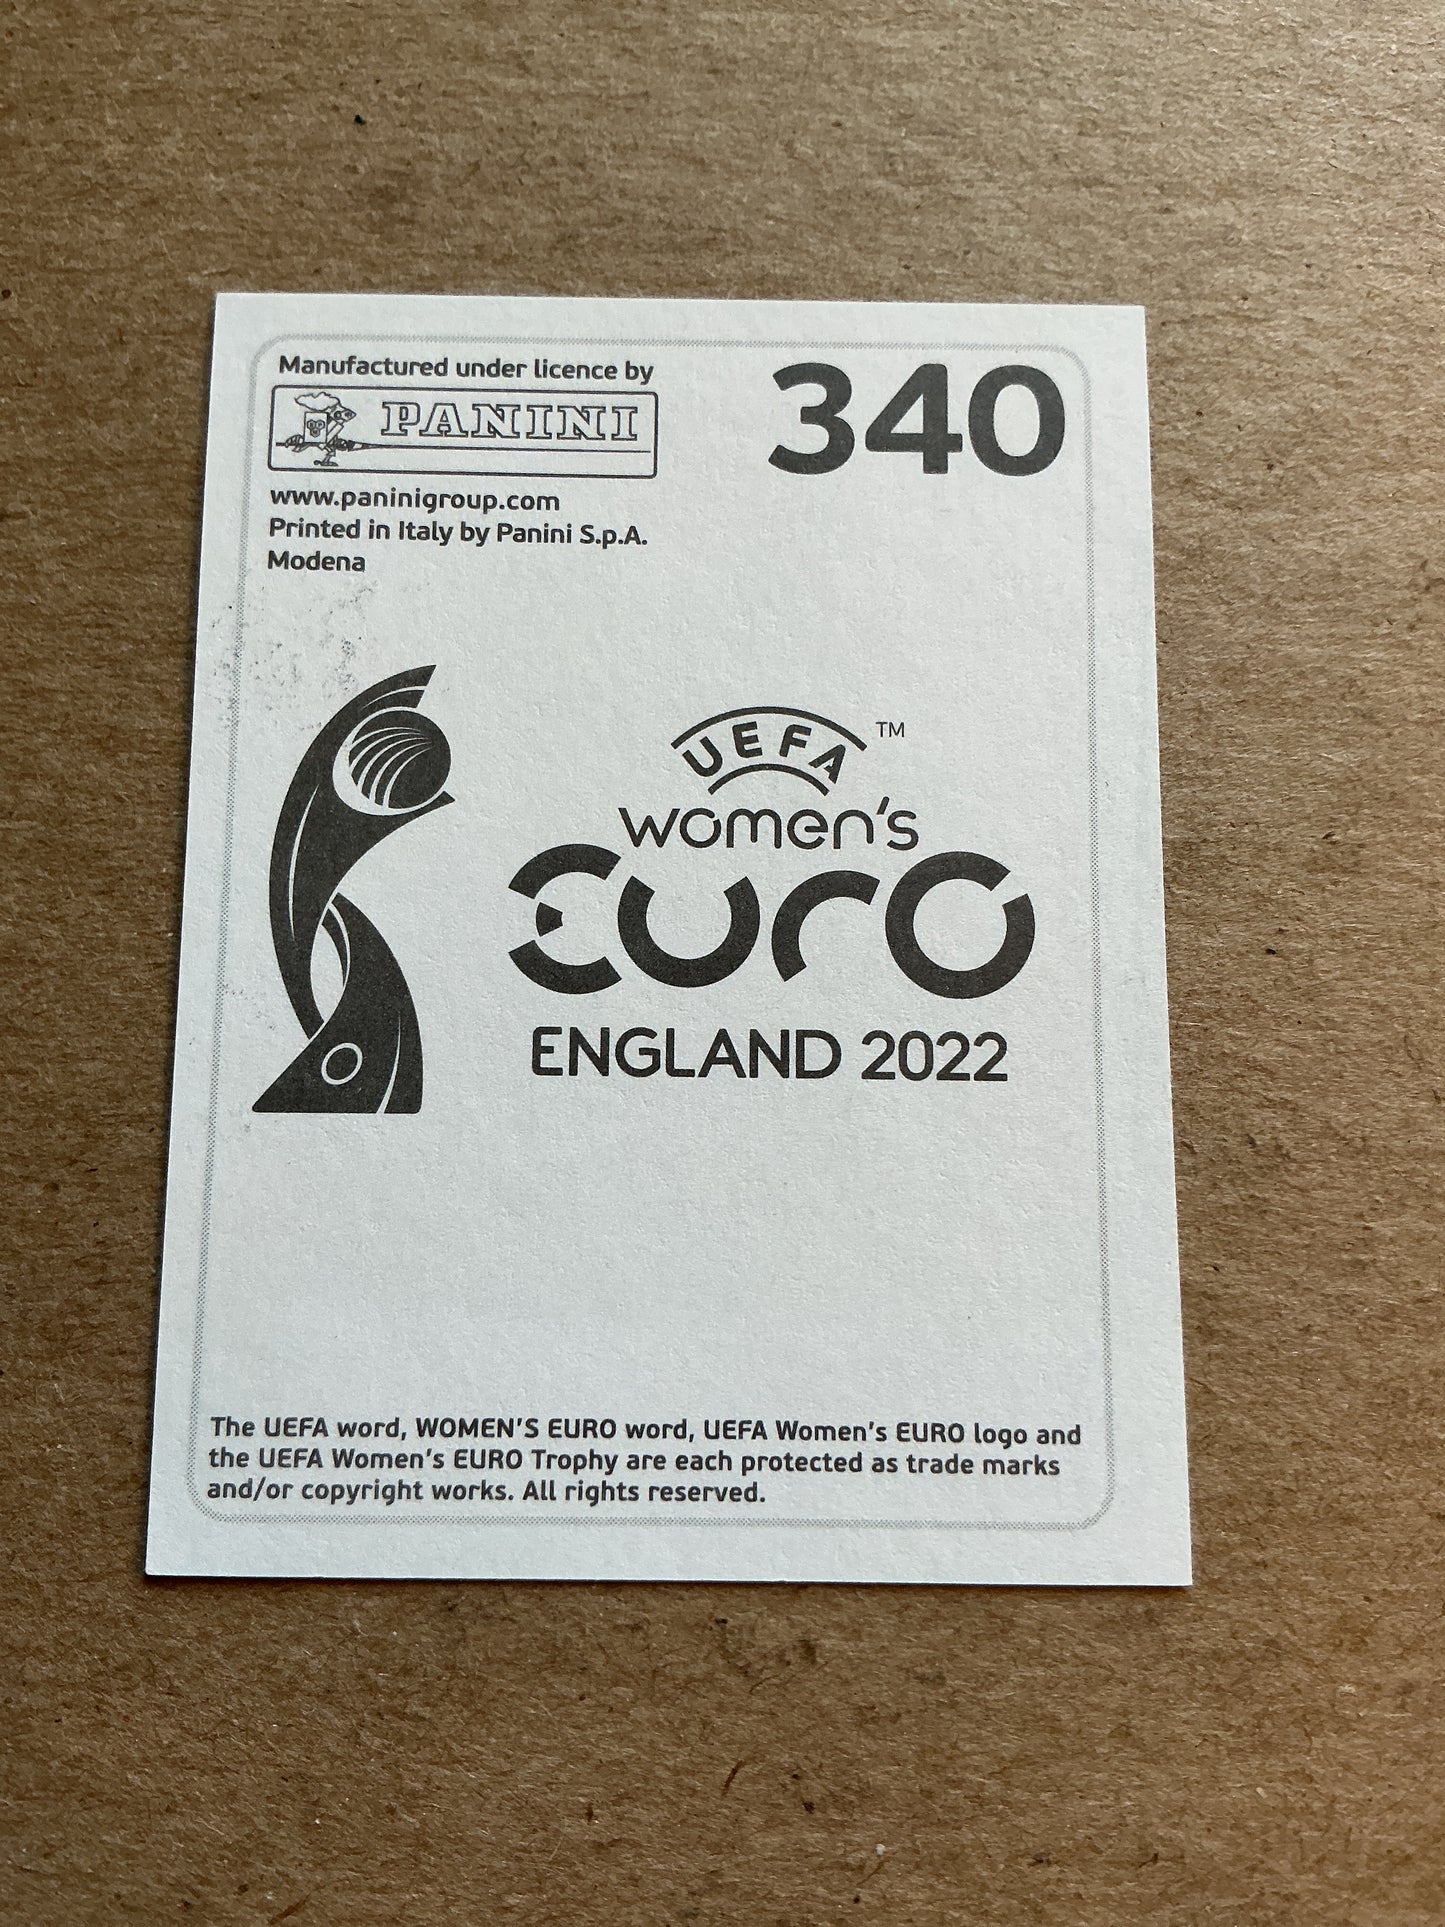 Manufactured under licence by
PANINI
340
www.paninigroup.com
Printed in Italy by Panini S.p.A.
Modena
UEFA ™
women's
EURO
ENGLAND 2022
The UEFA word, WOMEN'S EURO word, UEFA Women's EURO logo and
the UEFA Women's EURO Trophy are each protected as trade marks
and/or copyright works. All rights reserved.